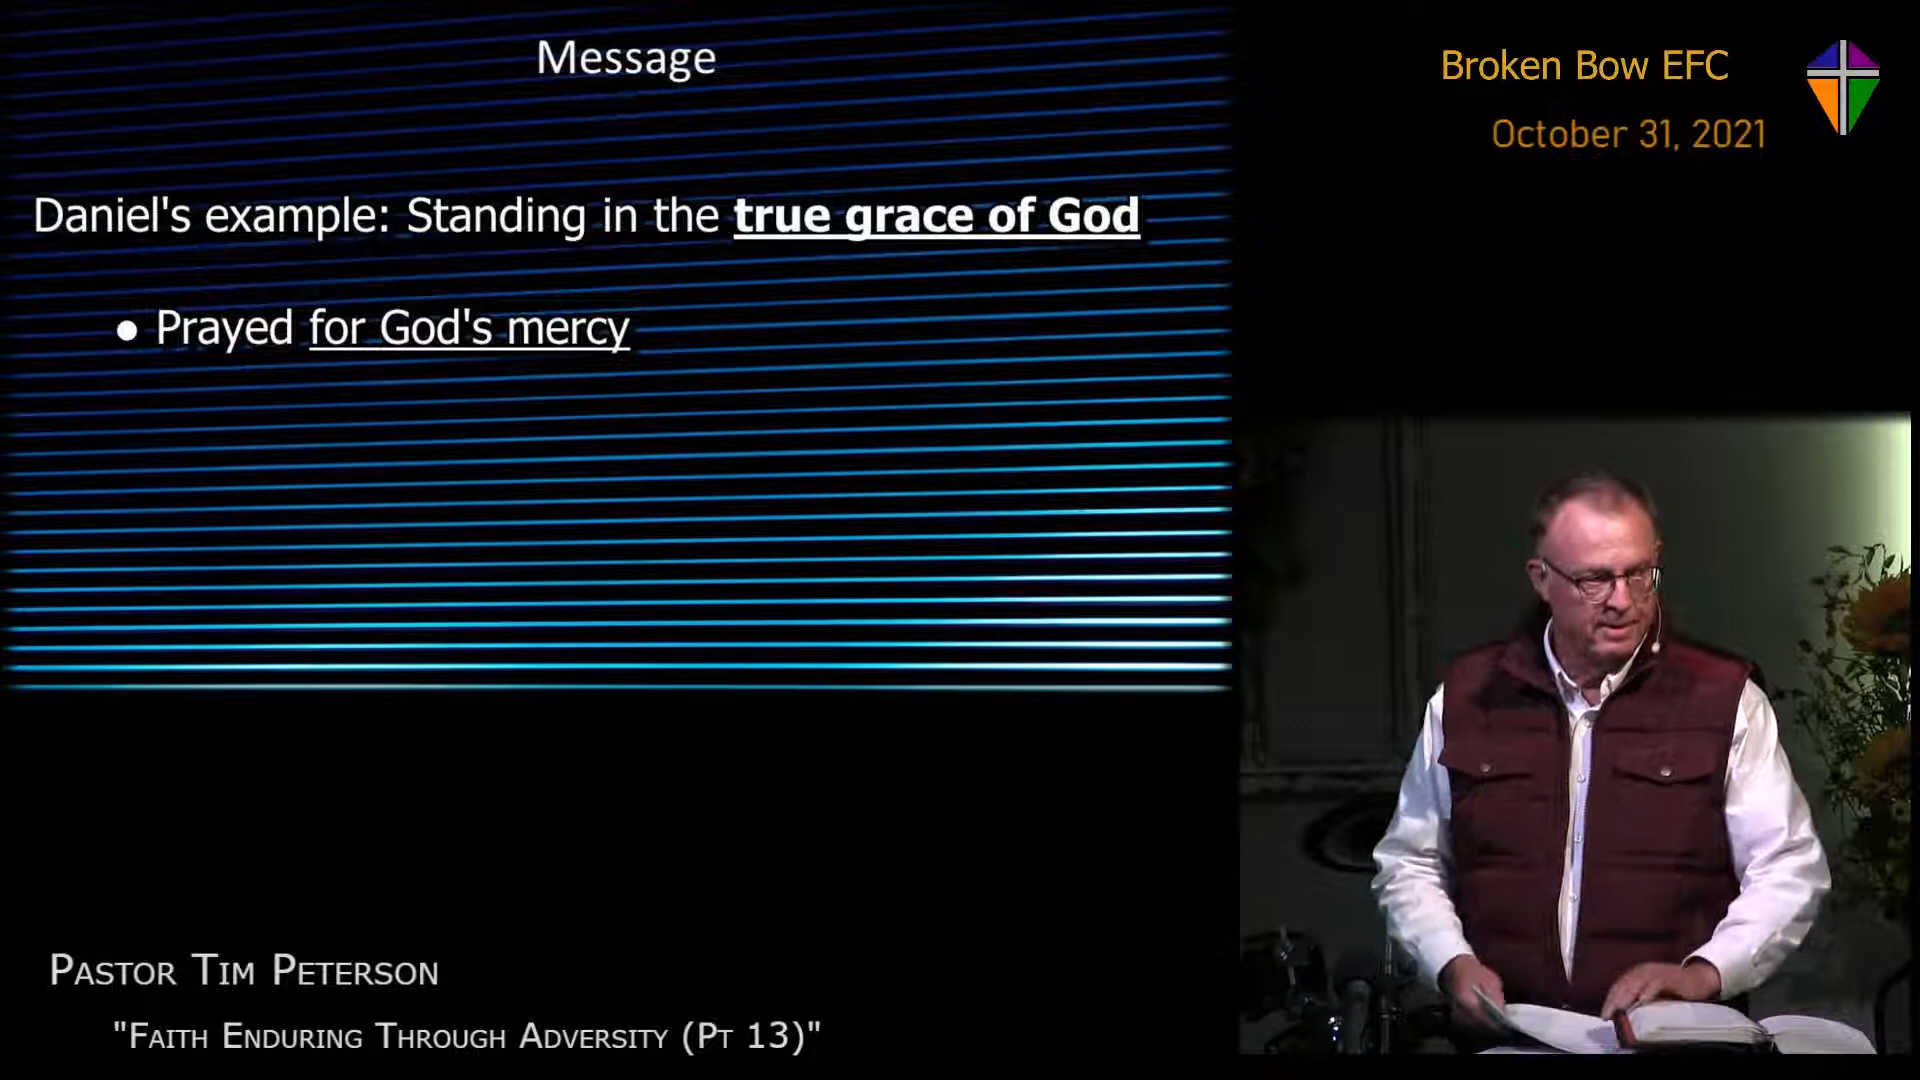 Message
Broken Bow EFC
October 31, 2021
Daniel's example: Standing in the true grace of God
● Prayed for God's mercy
PASTOR TIM PETERSON
"FAITH ENDURING THROUGH ADVERSITY (PT 13)"